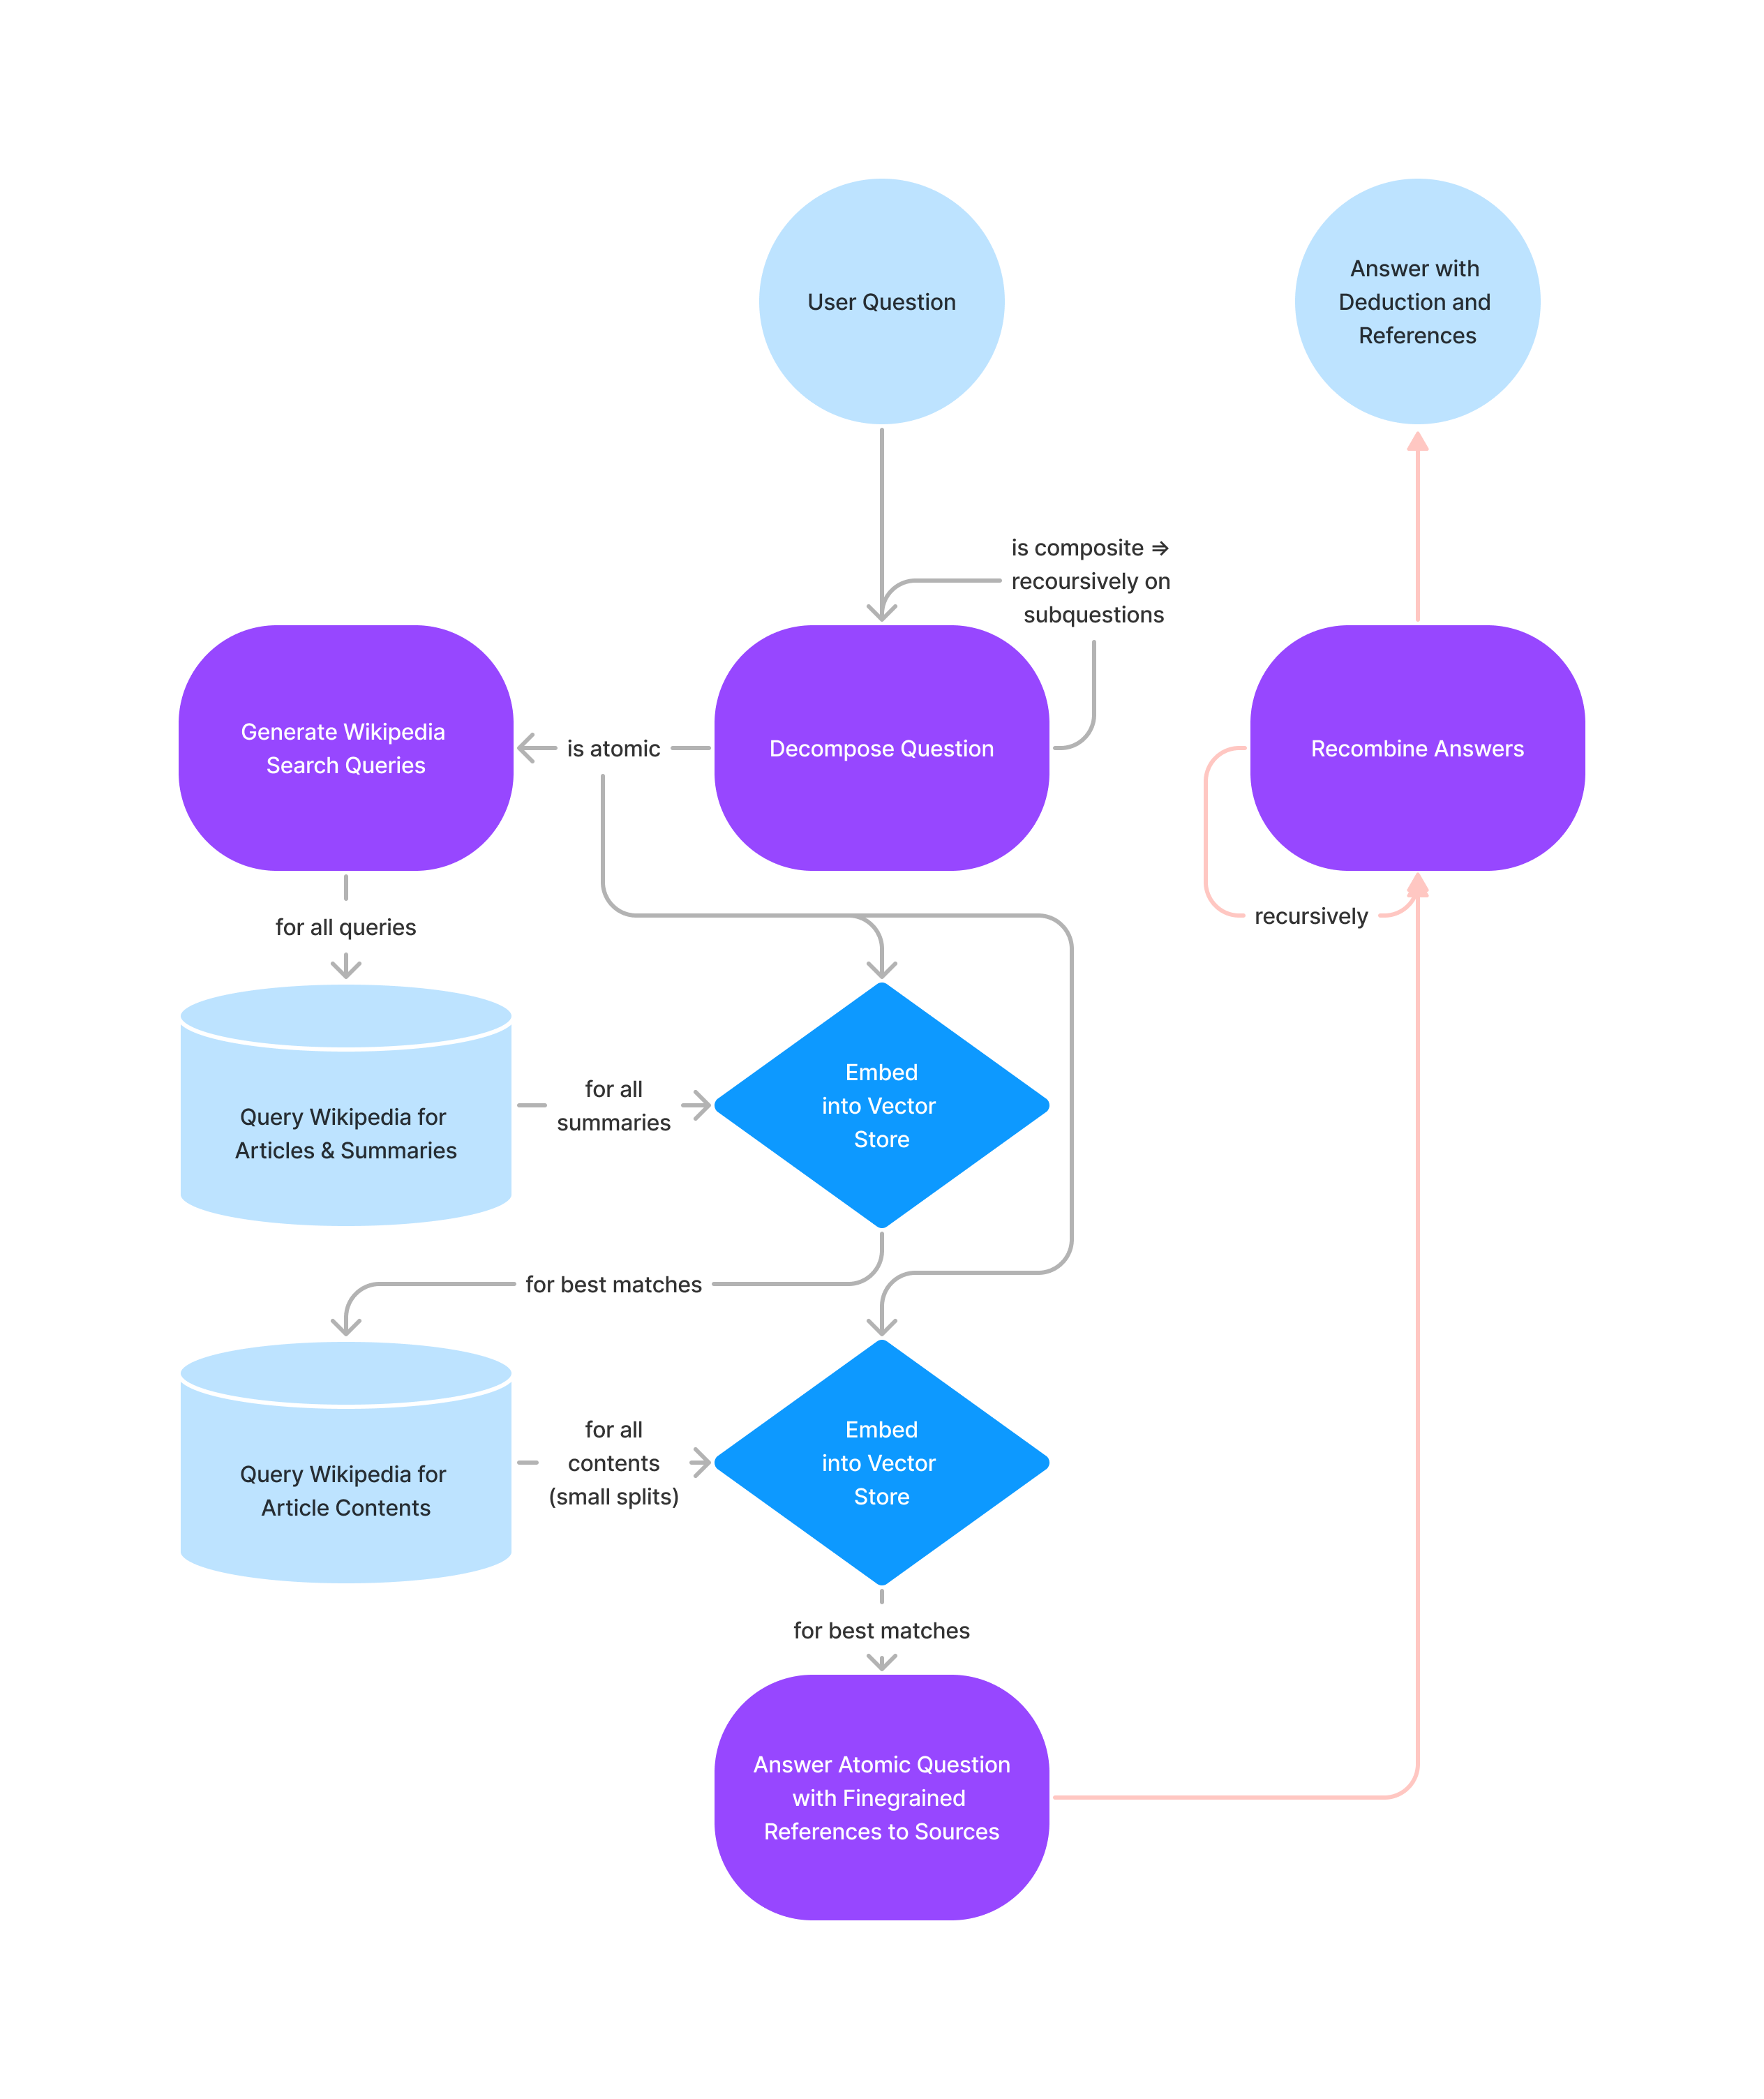 User Question
Answer with
Deduction and
References
is composite ⇒
recoursively on
subquestions
Generate Wikipedia
Search Queries
is atomic
Decompose Question
Recombine Answers
for all queries
recursively
Query Wikipedia for
Articles & Summaries
for all
summaries
Embed
into Vector
Store
for best matches
Query Wikipedia for
Article Contents
for all
contents
(small splits)
Embed
into Vector
Store
for best matches
Answer Atomic Question
with Finegrained
References to Sources